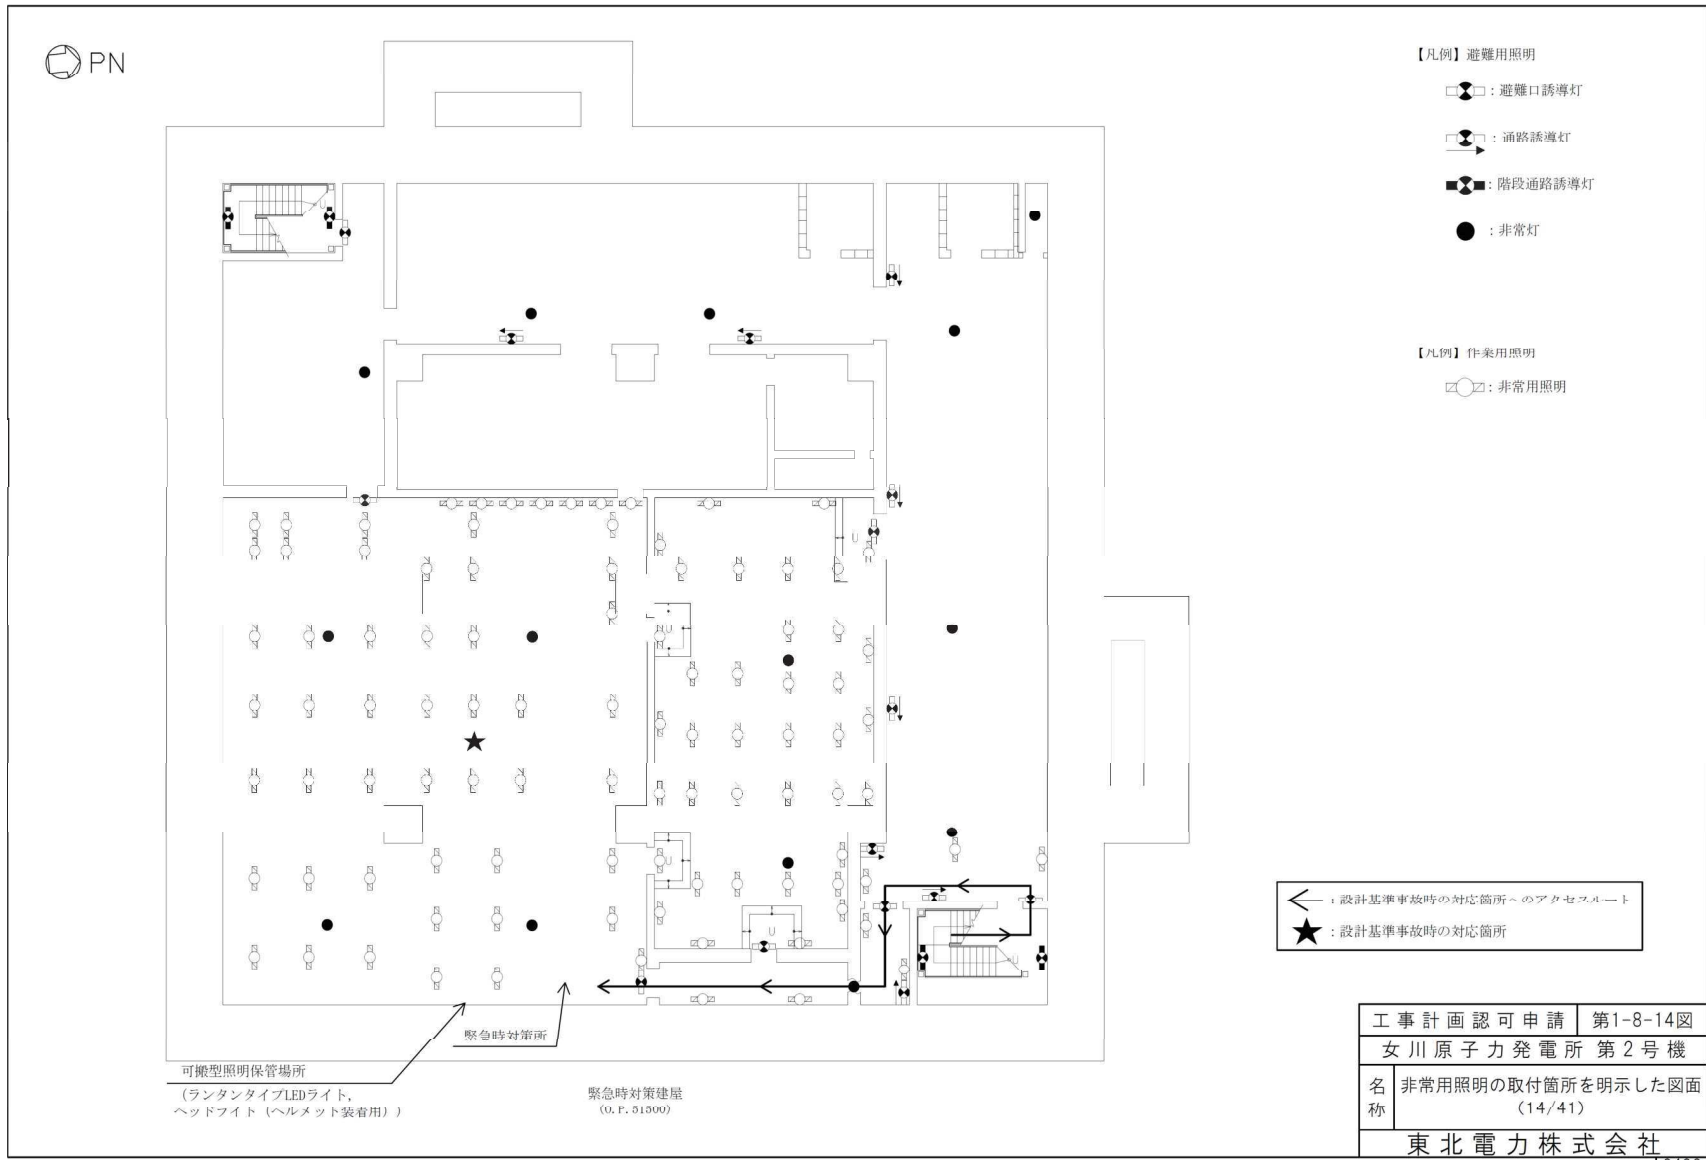 PN
【凡例】避難用照明
：避難口誘導灯
：通路誘導灯
：階段通路誘導灯
：非常灯
【凡例】作業用照明
：非常用照明
U
U
U
U
U
U
U
：設計基準事故時の対応箇所へのアクセスルート
：設計基準事故時の対応箇所
緊急時対策所
可搬型照明保管場所
(ランタンタイプLEDライト，
ヘッドライト（ヘルメット装着用）)
緊急時対策建屋
(O.P.51500)
工事計画認可申請 第1-8-14図
女川原子力発電所 第2号機
名称 非常用照明の取付箇所を明示した図面
(14/41)
東北電力株式会社